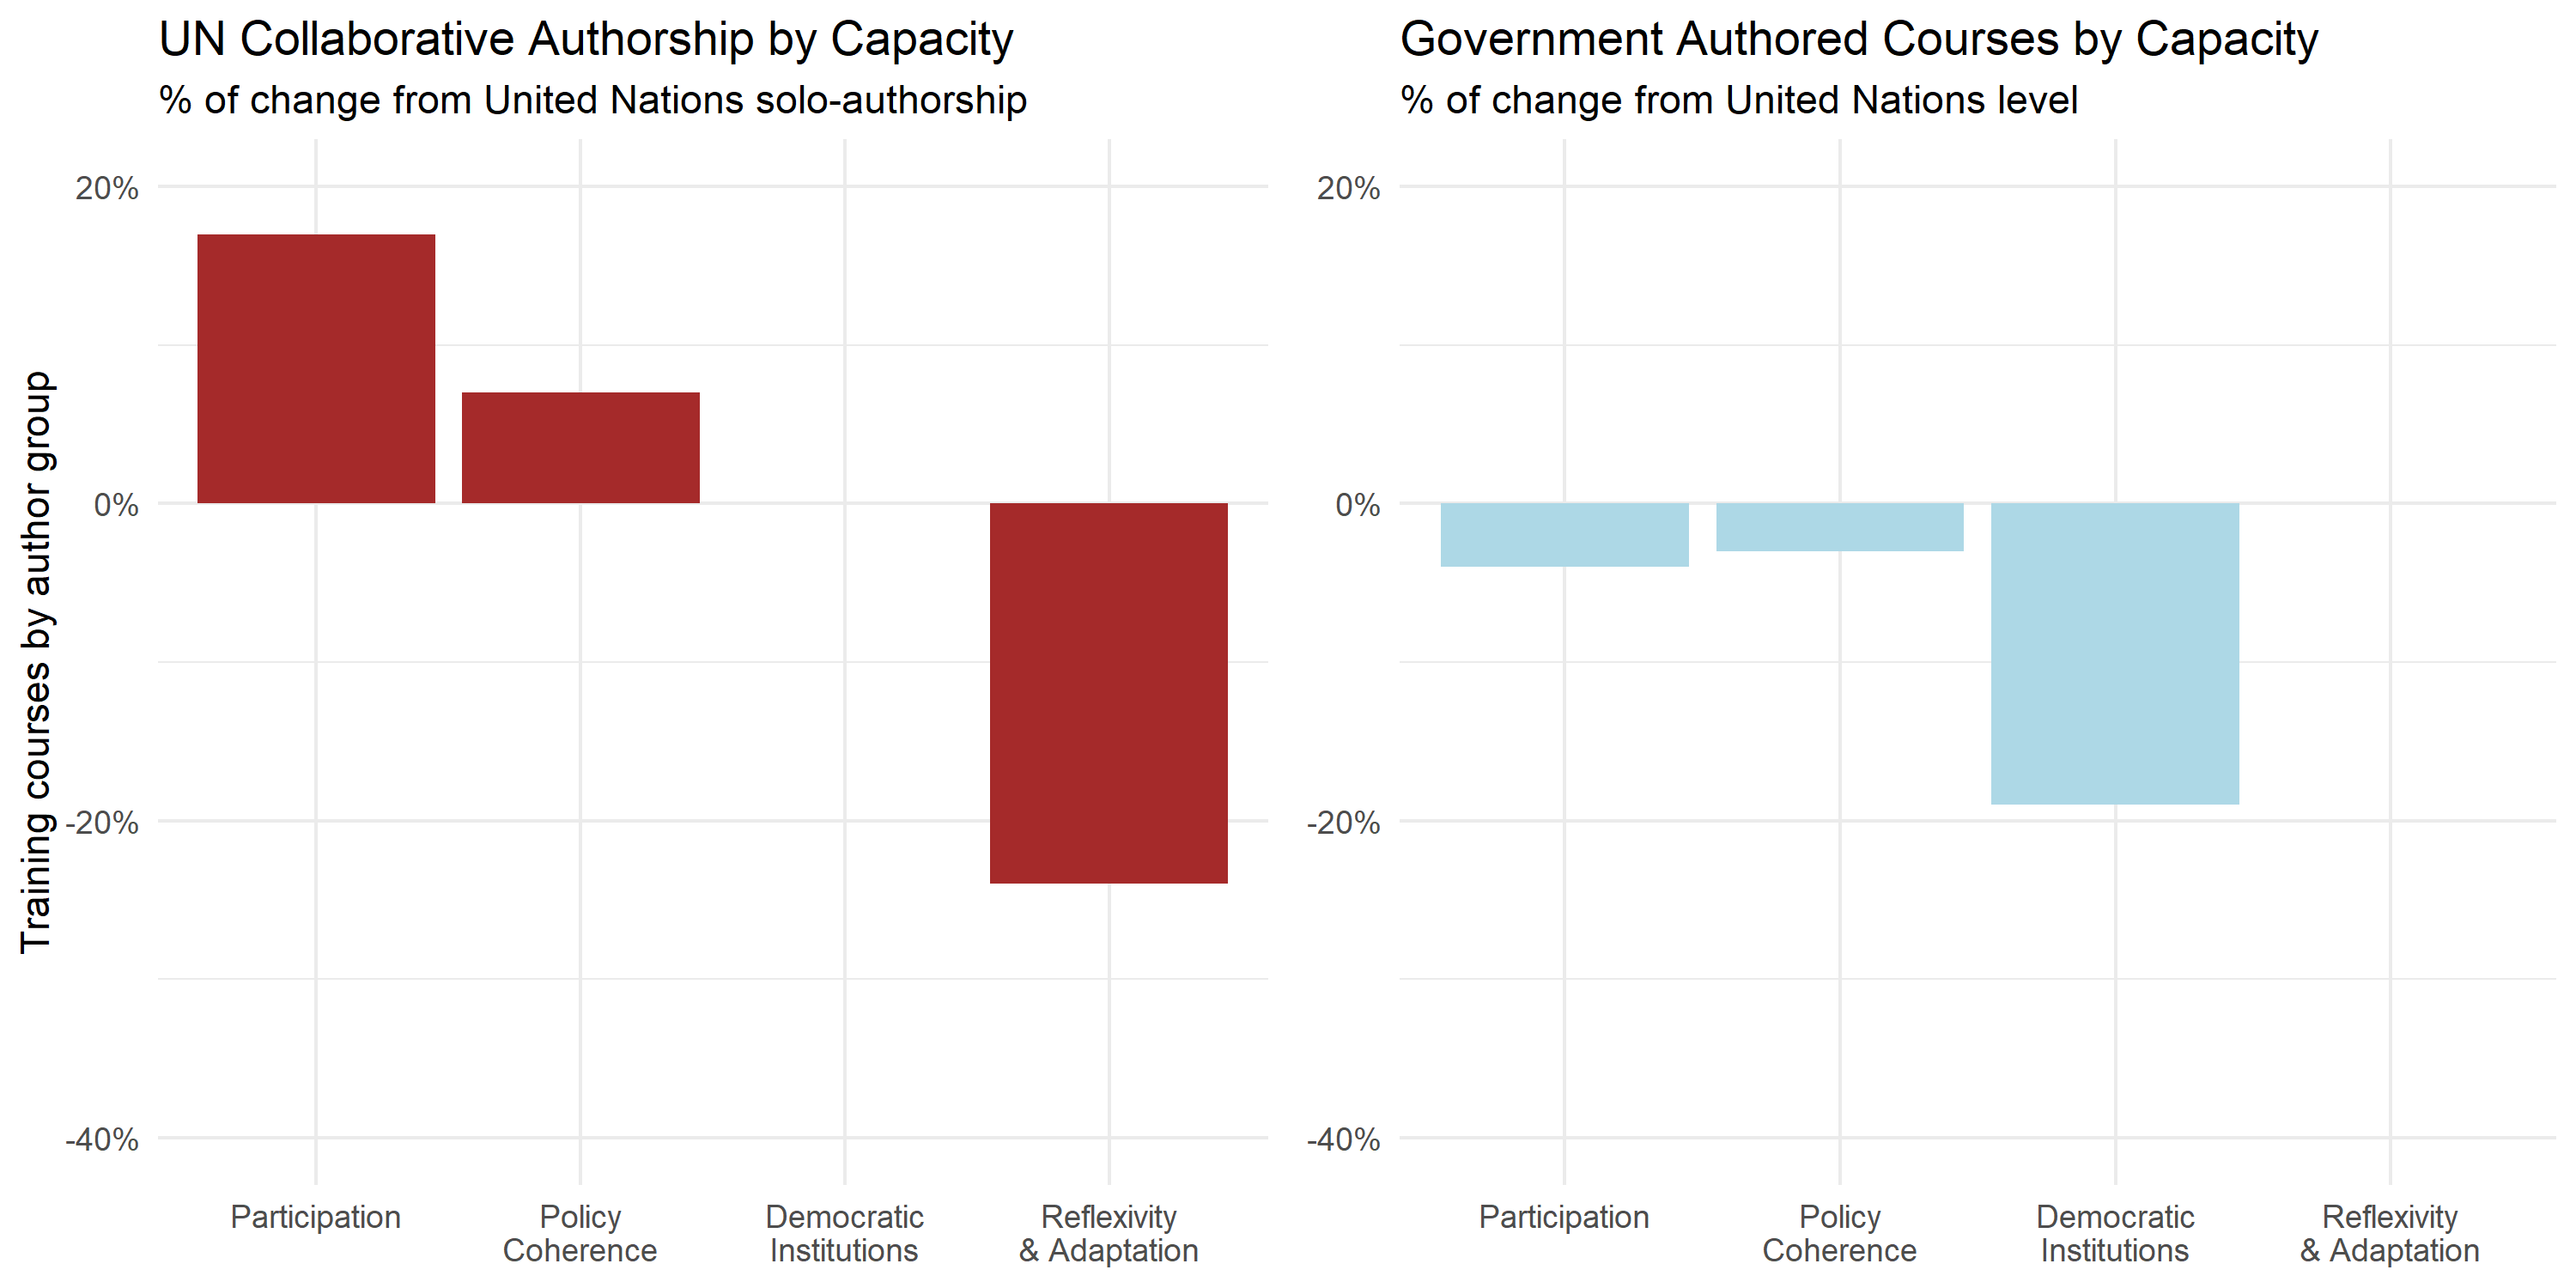 UN Collaborative Authorship by Capacity
% of change from United Nations solo-authorship
Training courses by author group
20%
0%
-20%
-40%
Participation
Policy
Coherence
Democratic
Institutions
Reflexivity
& Adaptation
Government Authored Courses by Capacity
% of change from United Nations level
20%
0%
-20%
-40%
Participation
Policy
Coherence
Democratic
Institutions
Reflexivity
& Adaptation